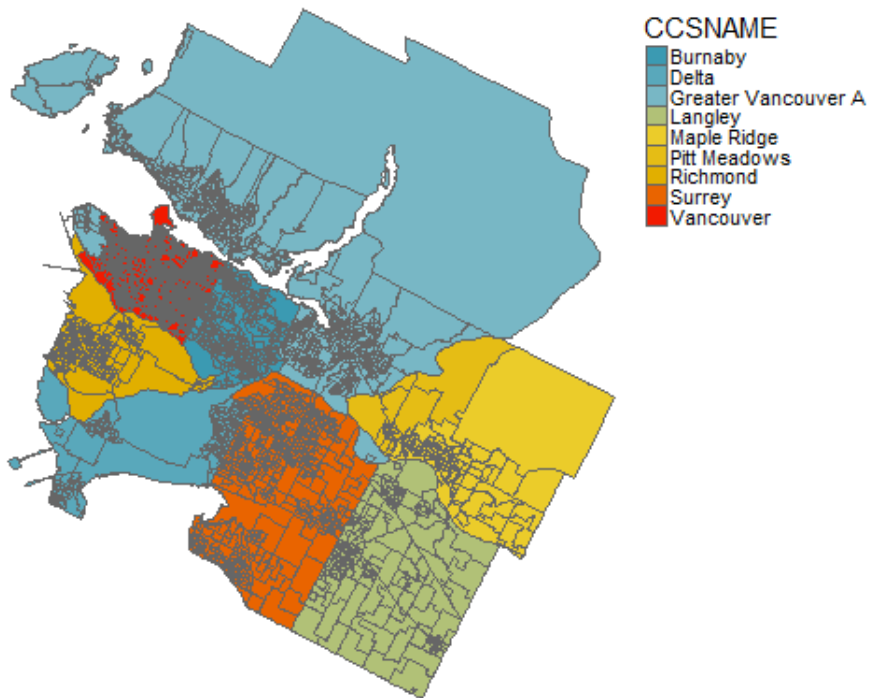 CCSNAME
Burnaby
Delta
Greater Vancouver A
Langley
Maple Ridge
Pitt Meadows
Richmond
Surrey
Vancouver